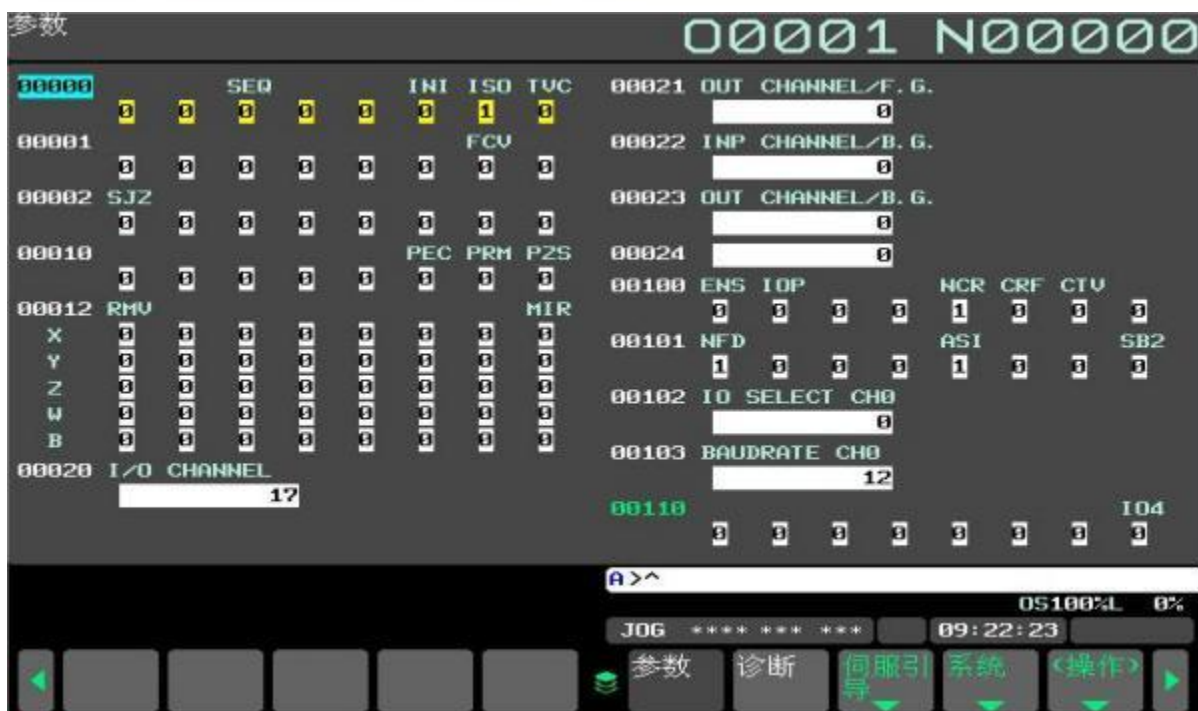 参数
O0001 N00000
00000 SEQ INI ISO TVC
0 0 0 0 0 0 1 0
00001 FCV
0 0 0 0 0 0 0 0
00002 SJZ
0 0 0 0 0 0 0 0
00010 PEC PRM PZS
0 0 0 0 0 0 0 0
00012 RMV MIR
X 0 0 0 0 0 0 0 0
Y 0 0 0 0 0 0 0 0
Z 0 0 0 0 0 0 0 0
W 0 0 0 0 0 0 0 0
B 0 0 0 0 0 0 0 0
00020 I/O CHANNEL
17
00021 OUT CHANNEL/F.G.
0
00022 INP CHANNEL/B.G.
0
00023 OUT CHANNEL/B.G.
0
00024 0
00100 ENS IOP NCR CRF CTV
0 0 0 0 1 0 0 0
00101 NFD ASI SB2
1 0 0 0 1 0 0 0
00102 IO SELECT CH0
0
00103 BAUDRATE CH0
12
00110 IO4
0 0 0 0 0 0 0 0
A>^
OS100%L 0%
JOG **** *** *** 09:22:23
参数 诊断 伺服引导 系统 <操作>